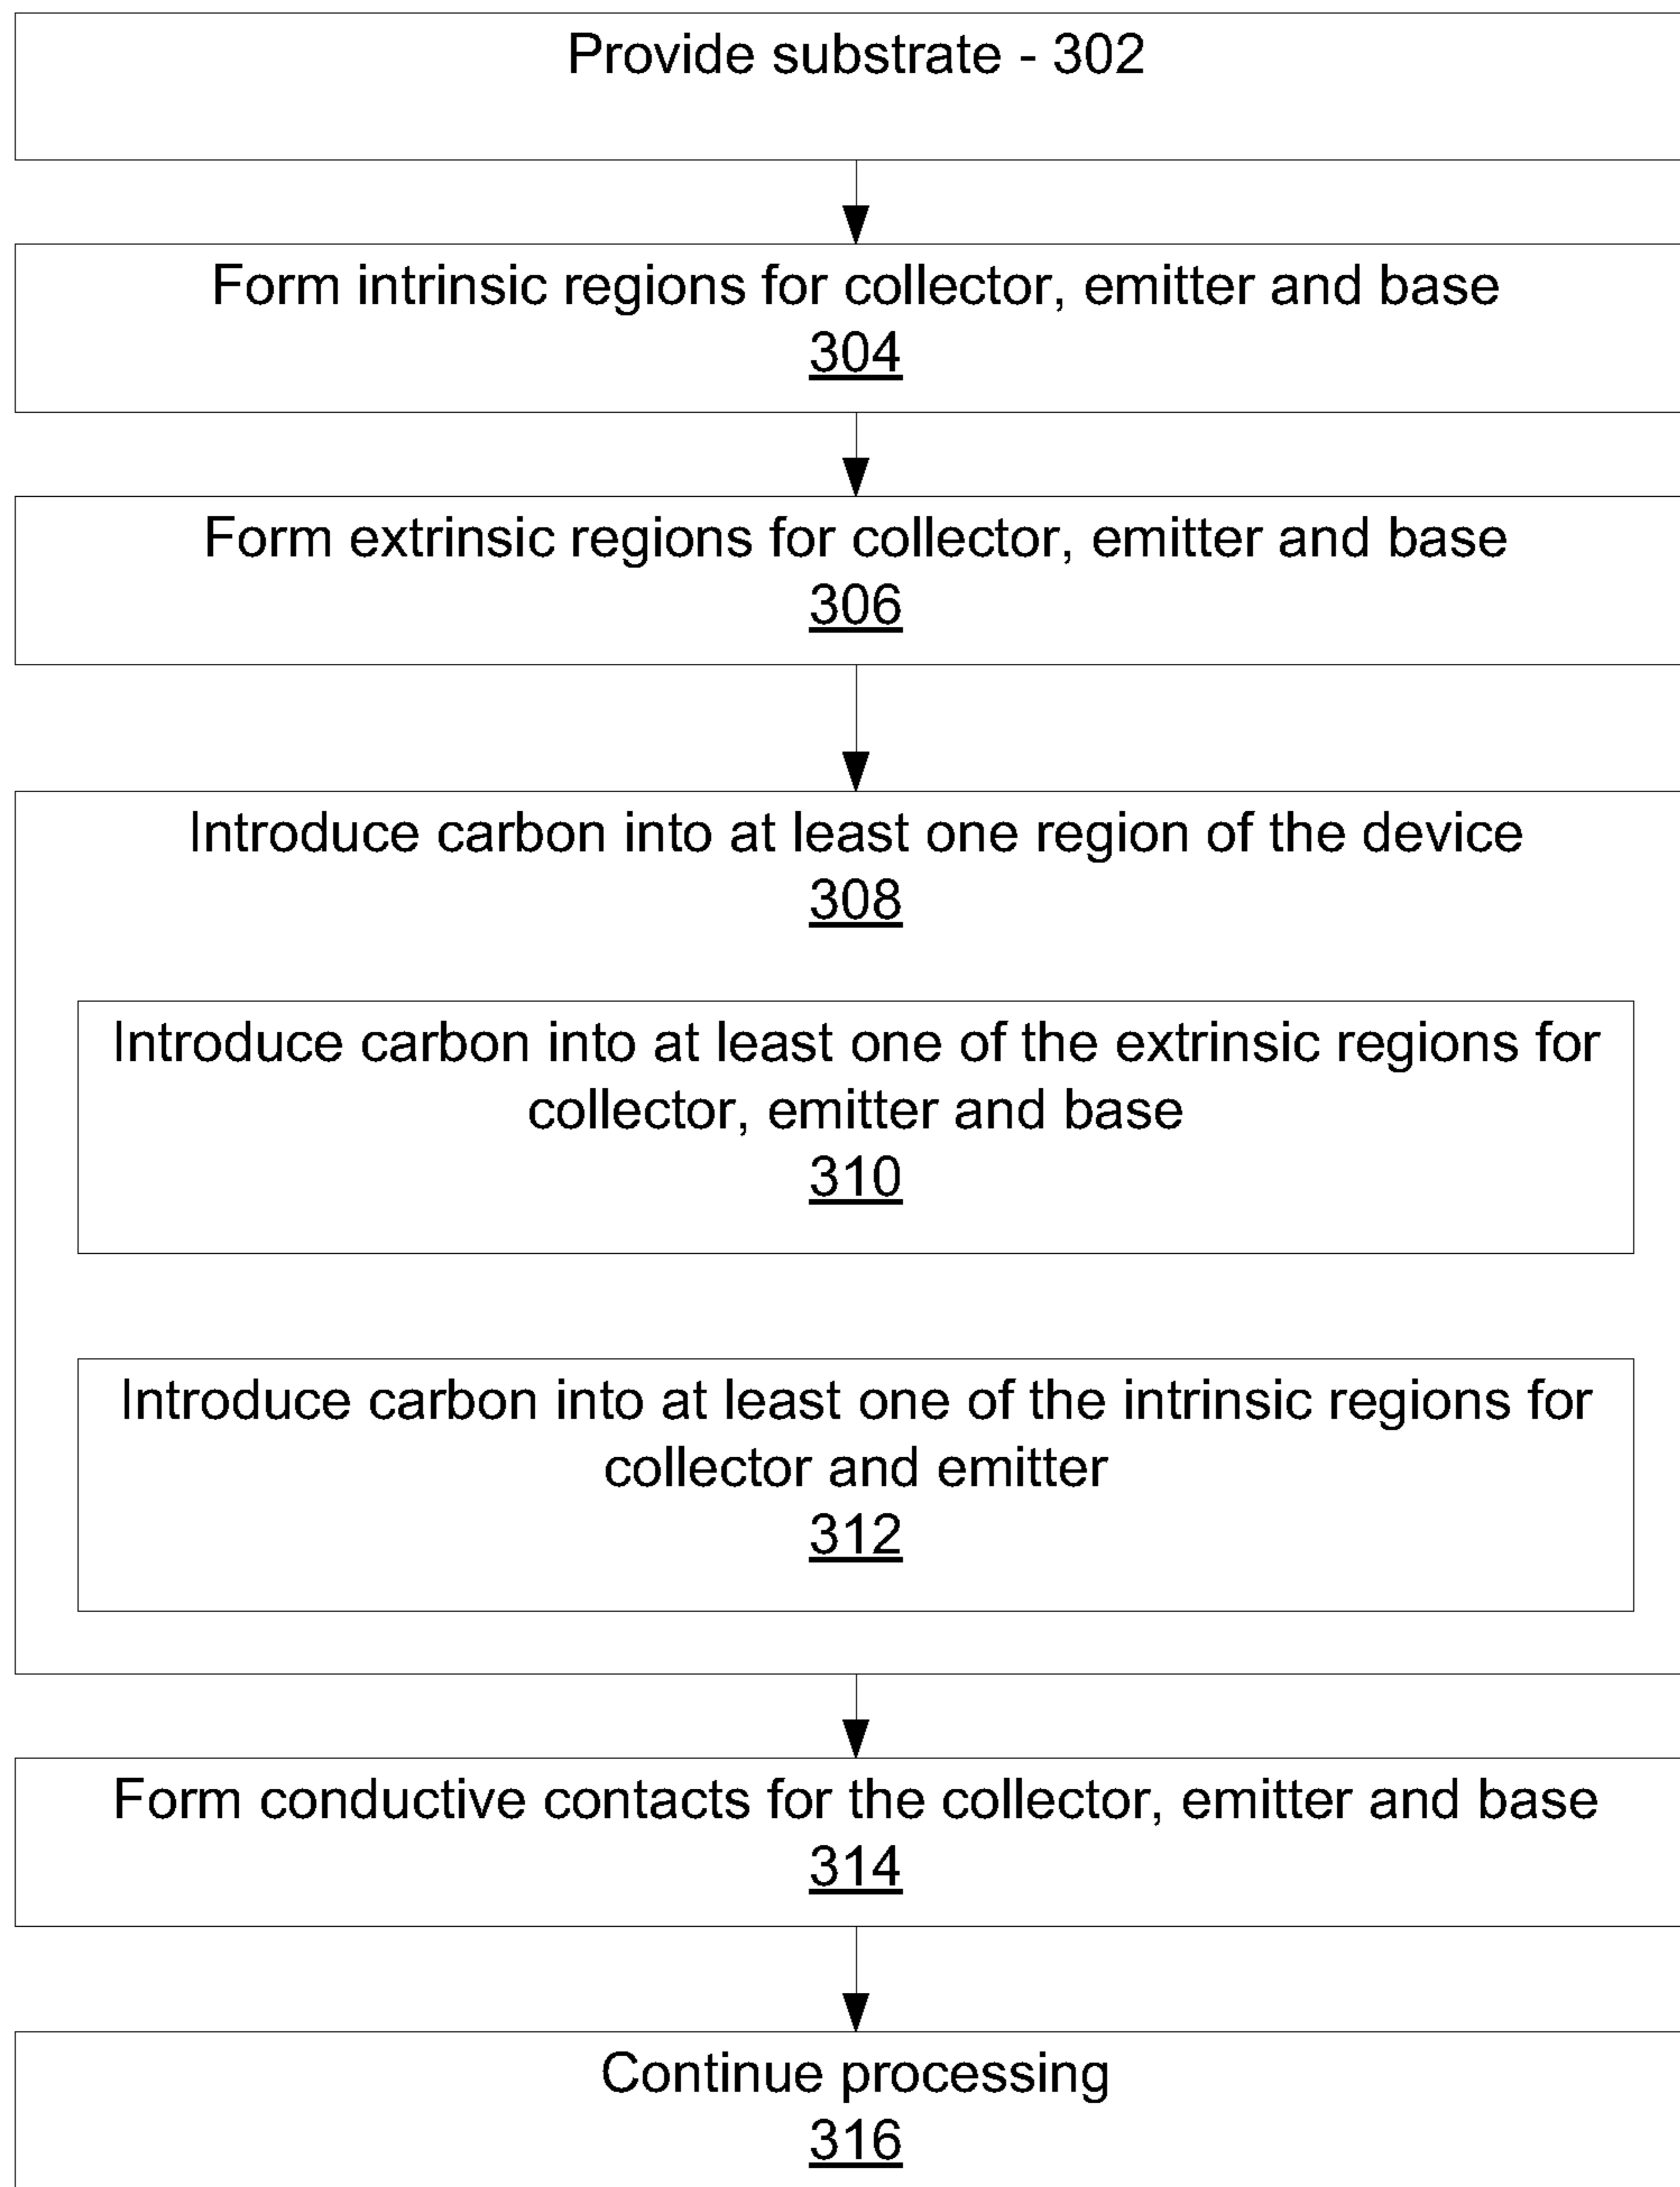 Provide substrate - 302
Form intrinsic regions for collector, emitter and base
304
Form extrinsic regions for collector, emitter and base
306
Introduce carbon into at least one region of the device
308
Introduce carbon into at least one of the extrinsic regions for
collector, emitter and base
310
Introduce carbon into at least one of the intrinsic regions for
collector and emitter
312
Form conductive contacts for the collector, emitter and base
314
Continue processing
316